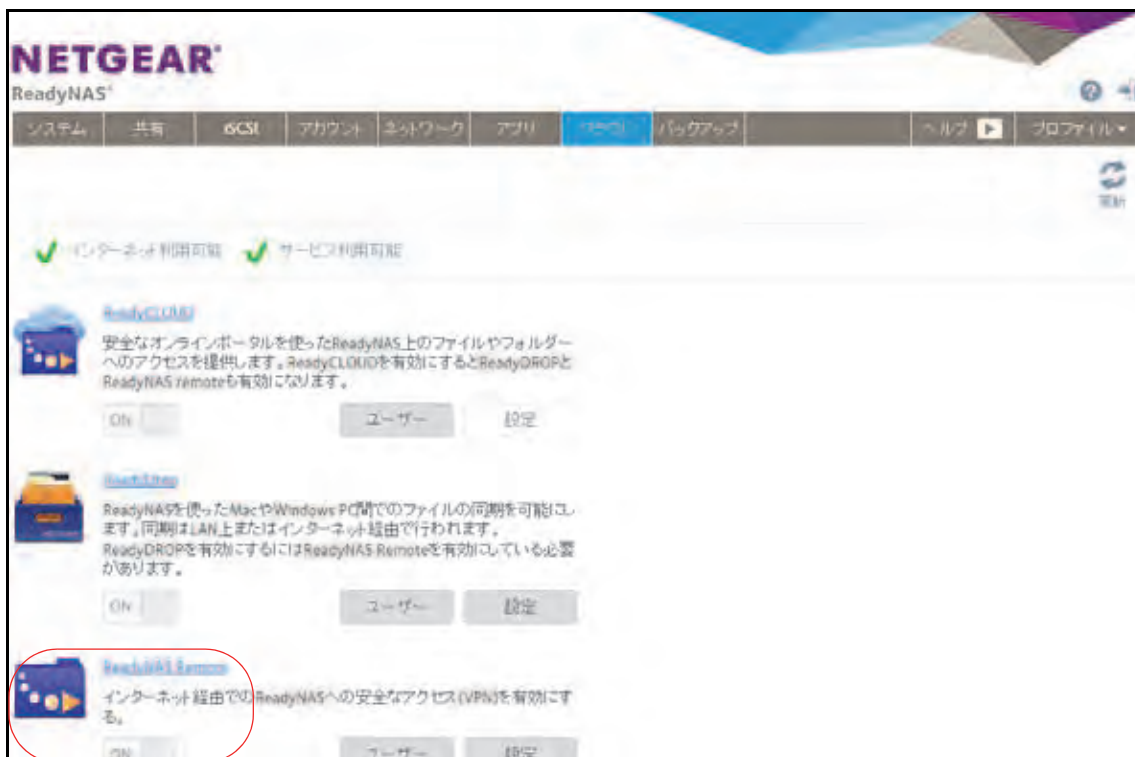 NETGEAR®
ReadyNAS®
システム 共有 iSCSI アカウント ネットワーク アプリ クラウド バックアップ ヘルプ プロファイル
更新
インターネット利用可能 サービス利用可能
ReadyCLOUD
安全なオンラインポータルを使ったReadyNAS上のファイルやフォルダー
へのアクセスを提供します。ReadyCLOUDを有効にするとReadyDROPと
ReadyNAS remoteも有効になります。
ON ユーザー 設定
ReadyDrop
ReadyNASを使ったMacやWindows PC間でのファイルの同期を可能にし
ます。同期はLAN上またはインターネット経由で行われます。
ReadyDROPを有効にするにはReadyNAS Remoteを有効にしている必要
があります。
ON ユーザー 設定
ReadyNAS Remote
インターネット経由でのReadyNASへの安全なアクセス(VPN)を有効にす
る。
ON ユーザー 設定